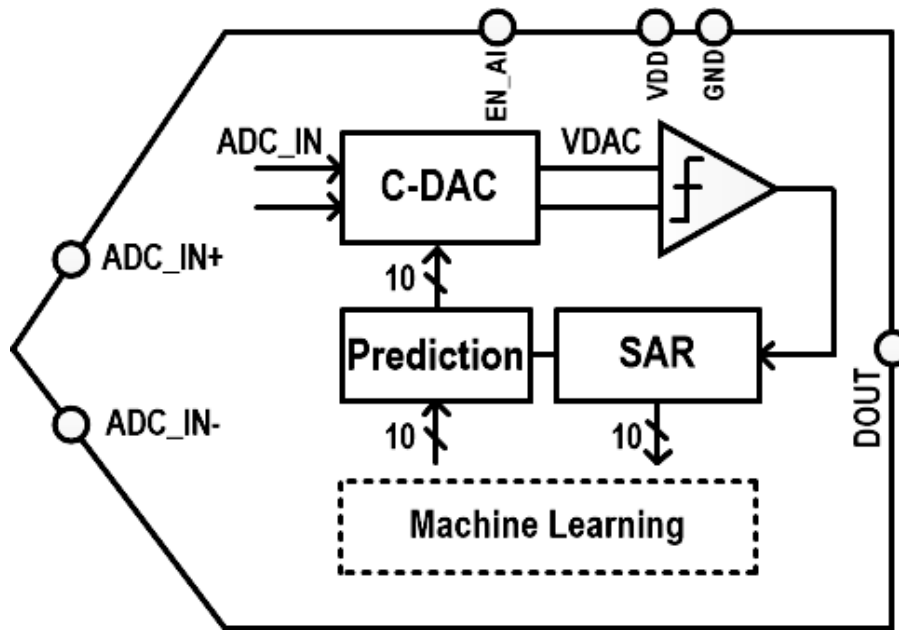 EN_AI
VDD
GND
ADC_IN
VDAC
C-DAC
ADC_IN+
10
Prediction
SAR
DOUT
ADC_IN-
10
10
Machine Learning